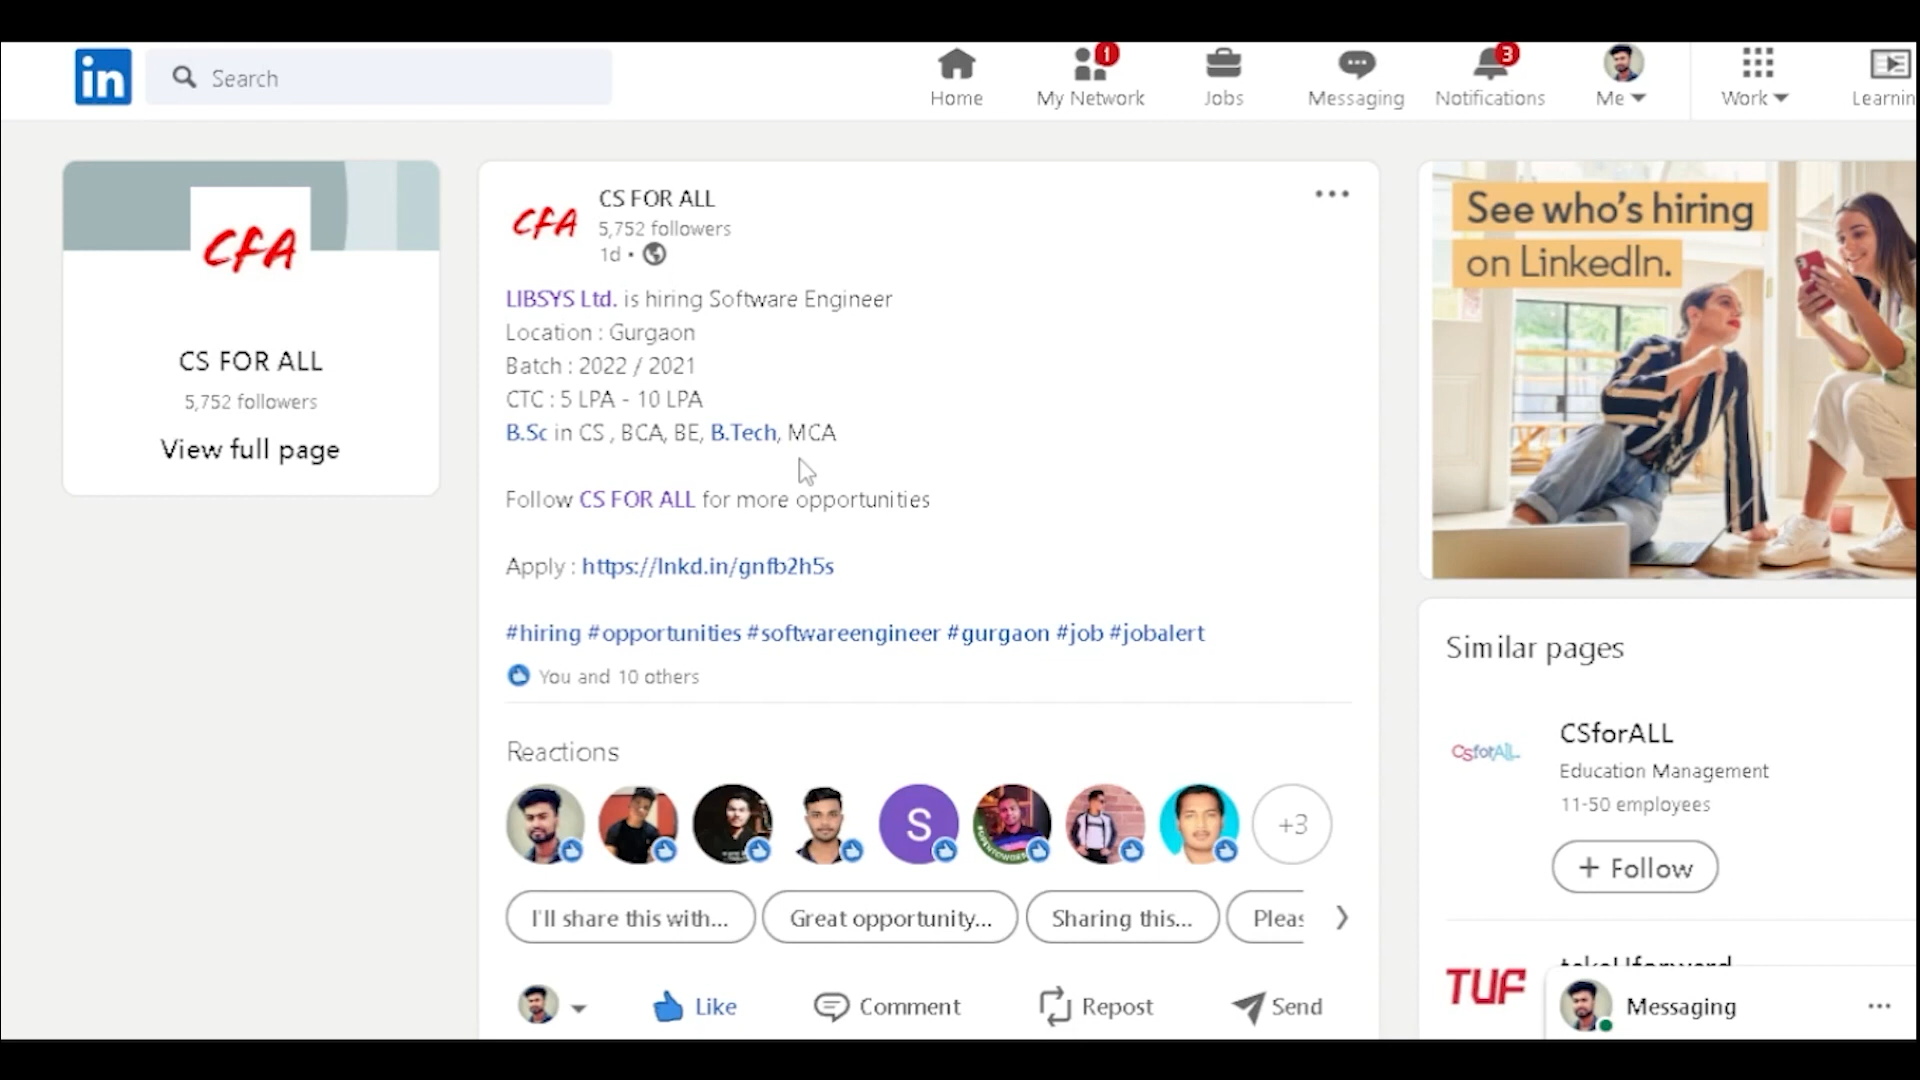 in
Search
Home
My Network
1
Jobs
Messaging
Notifications
3
Me
Work
Learnin
CFA
CS FOR ALL
5,752 followers
View full page
CFA
CS FOR ALL
5,752 followers
1d •
LIBSYS Ltd. is hiring Software Engineer
Location : Gurgaon
Batch : 2022 / 2021
CTC : 5 LPA - 10 LPA
B.Sc in CS , BCA, BE, B.Tech, MCA
Follow CS FOR ALL for more opportunities
Apply : https://lnkd.in/gnfb2h5s
#hiring #opportunities #softwareengineer #gurgaon #job #jobalert
You and 10 others
Reactions
S
+3
I'll share this with...
Great opportunity...
Sharing this...
Pleas
Like
Comment
Repost
Send
See who's hiring
on LinkedIn.
Similar pages
CSforALL
CSforALL
Education Management
11-50 employees
+ Follow
TUF
takeUforward
Messaging